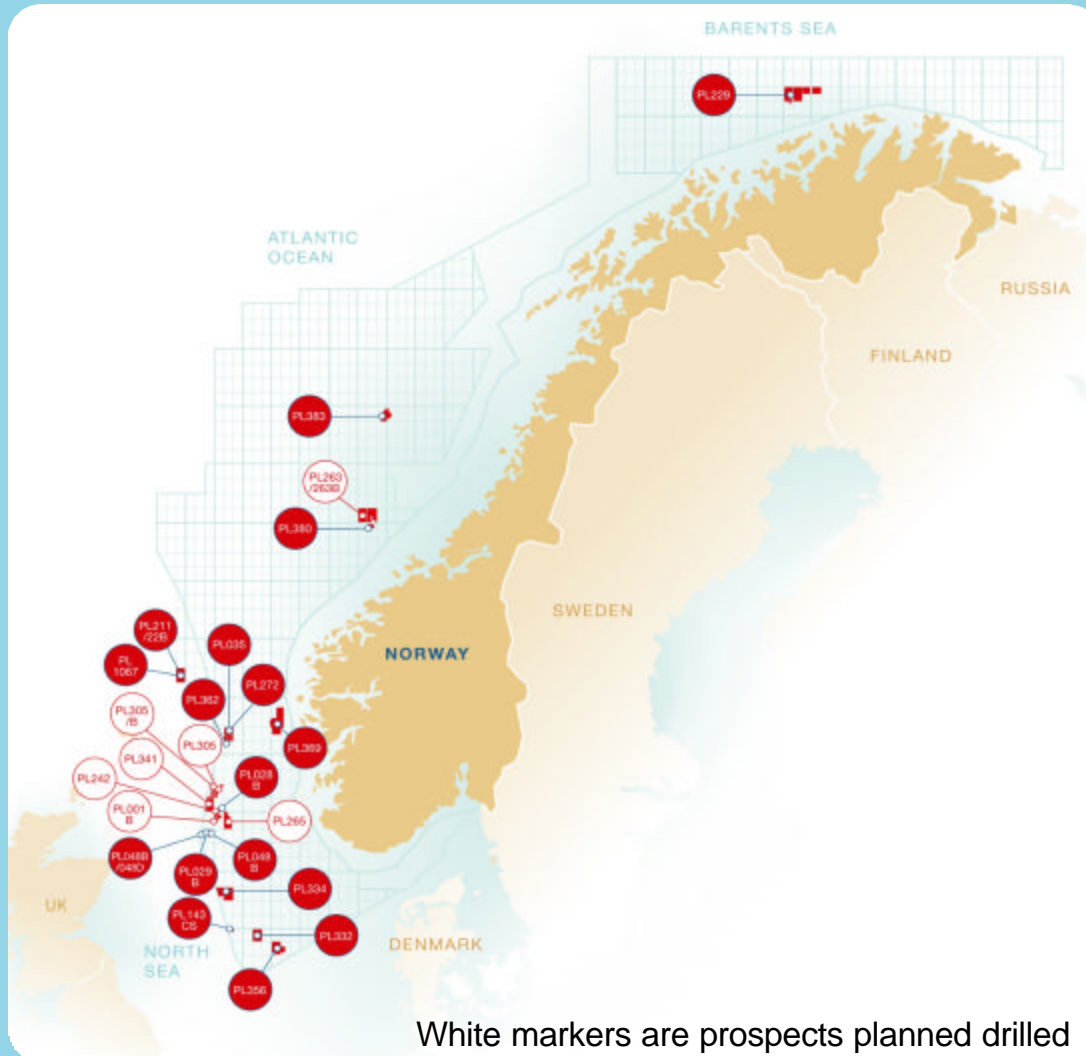 BARENTS SEA
PL229
ATLANTIC
OCEAN
RUSSIA
FINLAND
PL383
PL263
/263B
PL380
SWEDEN
PL211
/22B
PL035
NORWAY
PL
1067
PL272
PL362
PL305
/B
PL305
PL369
PL341
PL028
B
PL242
PL001
B
PL265
PL048B
/048D
PL048
B
PL029
B
PL334
UK
PL143
CS
PL332
DENMARK
NORTH
SEA
PL356
White markers are prospects planned drilled